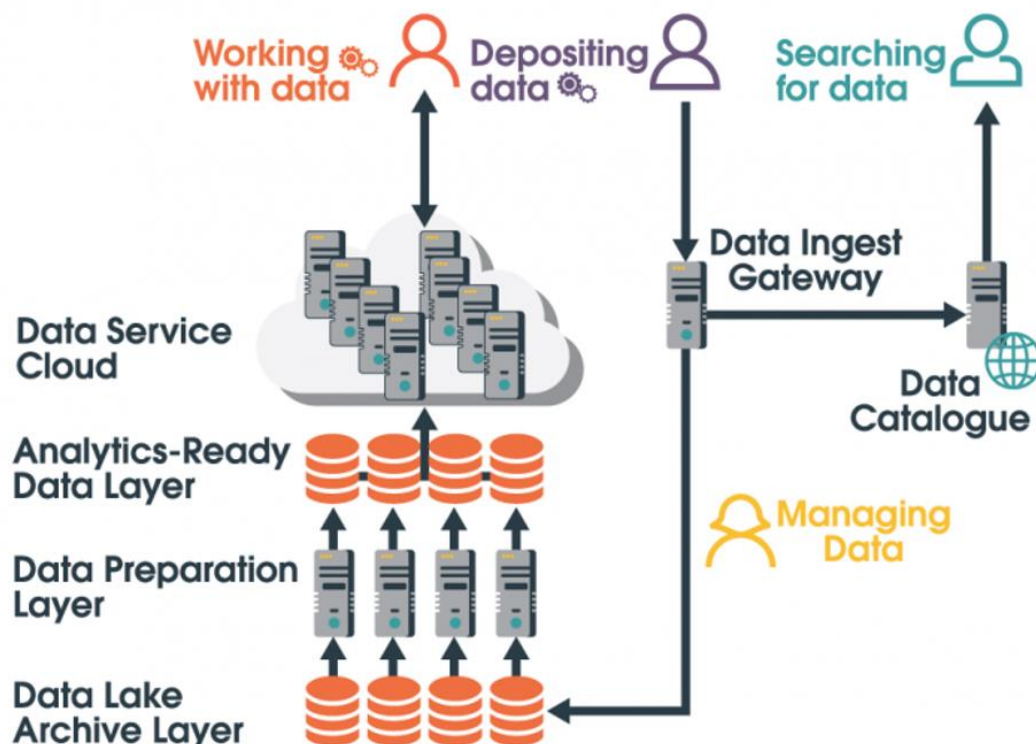 Working
with data
Depositing
data
Searching
for data
Data Ingest
Gateway
Data Service
Cloud
Data
Catalogue
Analytics-Ready
Data Layer
Managing
Data
Data Preparation
Layer
Data Lake
Archive Layer